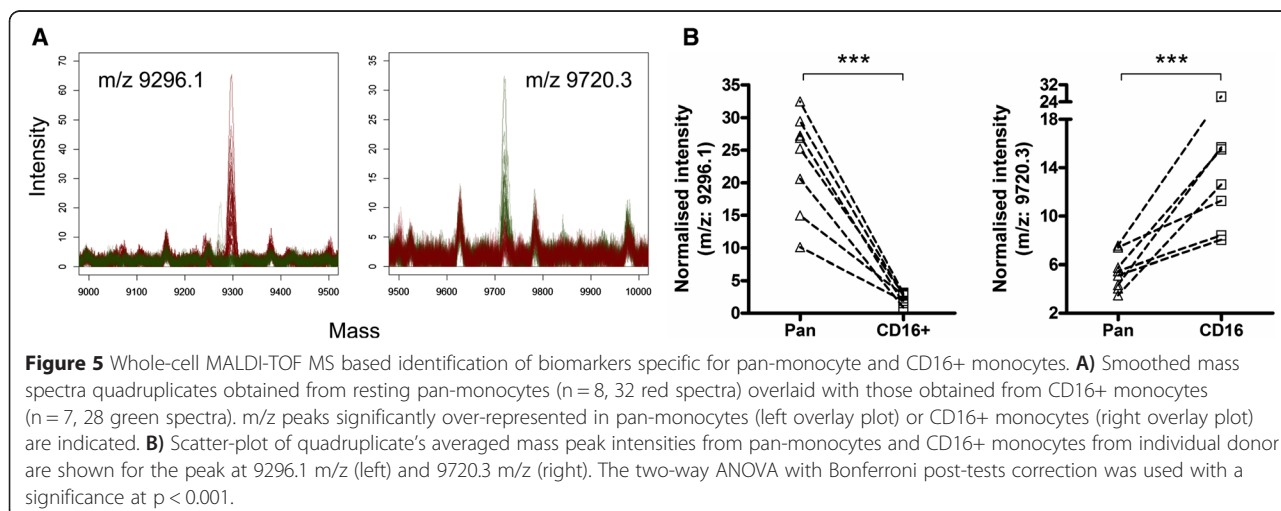 A
B
m/z 9296.1
m/z 9720.3
Intensity
70
60
50
40
30
20
10
0
9000
9100
9200
9300
9400
9500
35
30
25
20
15
10
5
0
9500
9600
9700
9800
9900
10000
Mass
***
Normalised intensity
(m/z: 9296.1)
35
30
25
20
15
10
5
0
Pan
CD16+
***
Normalised intensity
(m/z: 9720.3)
32
24
18
14
10
6
2
Pan
CD16
Figure 5 Whole-cell MALDI-TOF MS based identification of biomarkers specific for pan-monocyte and CD16+ monocytes. A) Smoothed mass
spectra quadruplicates obtained from resting pan-monocytes (n = 8, 32 red spectra) overlaid with those obtained from CD16+ monocytes
(n = 7, 28 green spectra). m/z peaks significantly over-represented in pan-monocytes (left overlay plot) or CD16+ monocytes (right overlay plot)
are indicated. B) Scatter-plot of quadruplicate's averaged mass peak intensities from pan-monocytes and CD16+ monocytes from individual donor
are shown for the peak at 9296.1 m/z (left) and 9720.3 m/z (right). The two-way ANOVA with Bonferroni post-tests correction was used with a
significance at p < 0.001.